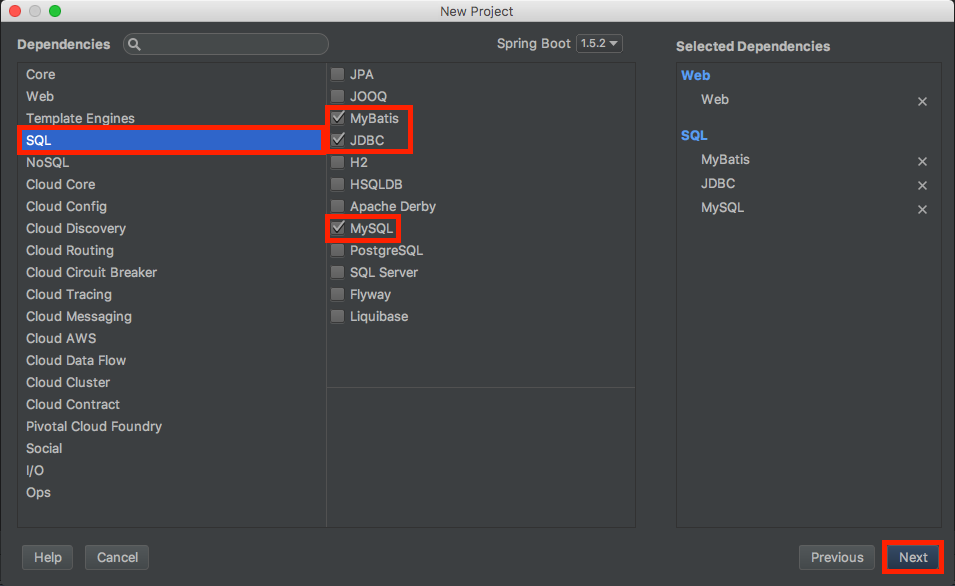 New Project
Dependencies
Spring Boot 1.5.2
Selected Dependencies
Core
Web
Template Engines
SQL
NoSQL
Cloud Core
Cloud Config
Cloud Discovery
Cloud Routing
Cloud Circuit Breaker
Cloud Tracing
Cloud Messaging
Cloud AWS
Cloud Data Flow
Cloud Cluster
Cloud Contract
Pivotal Cloud Foundry
Social
I/O
Ops
JPA
JOOQ
MyBatis
JDBC
H2
HSQLDB
Apache Derby
MySQL
PostgreSQL
SQL Server
Flyway
Liquibase
Web
Web
SQL
MyBatis
JDBC
MySQL
Help
Cancel
Previous
Next